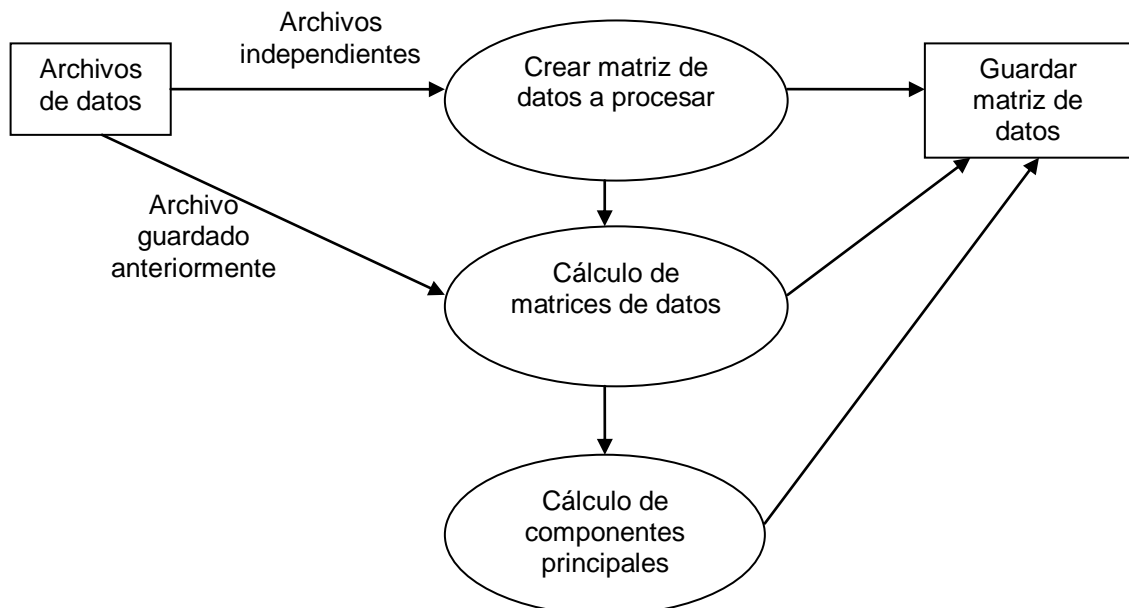 Archivos
independientes
Archivos
de datos
Crear matriz de
datos a procesar
Guardar
matriz de
datos
Archivo
guardado
anteriormente
Cálculo de
matrices de datos
Cálculo de
componentes
principales